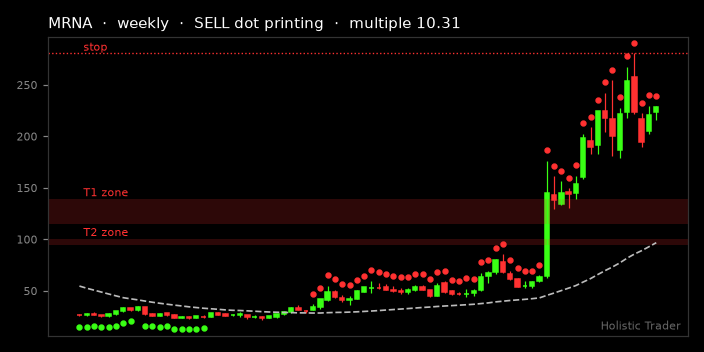 MRNA · weekly · SELL dot printing · multiple 10.31
stop
250
200
150
T1 zone
T2 zone
100
50
Holistic Trader